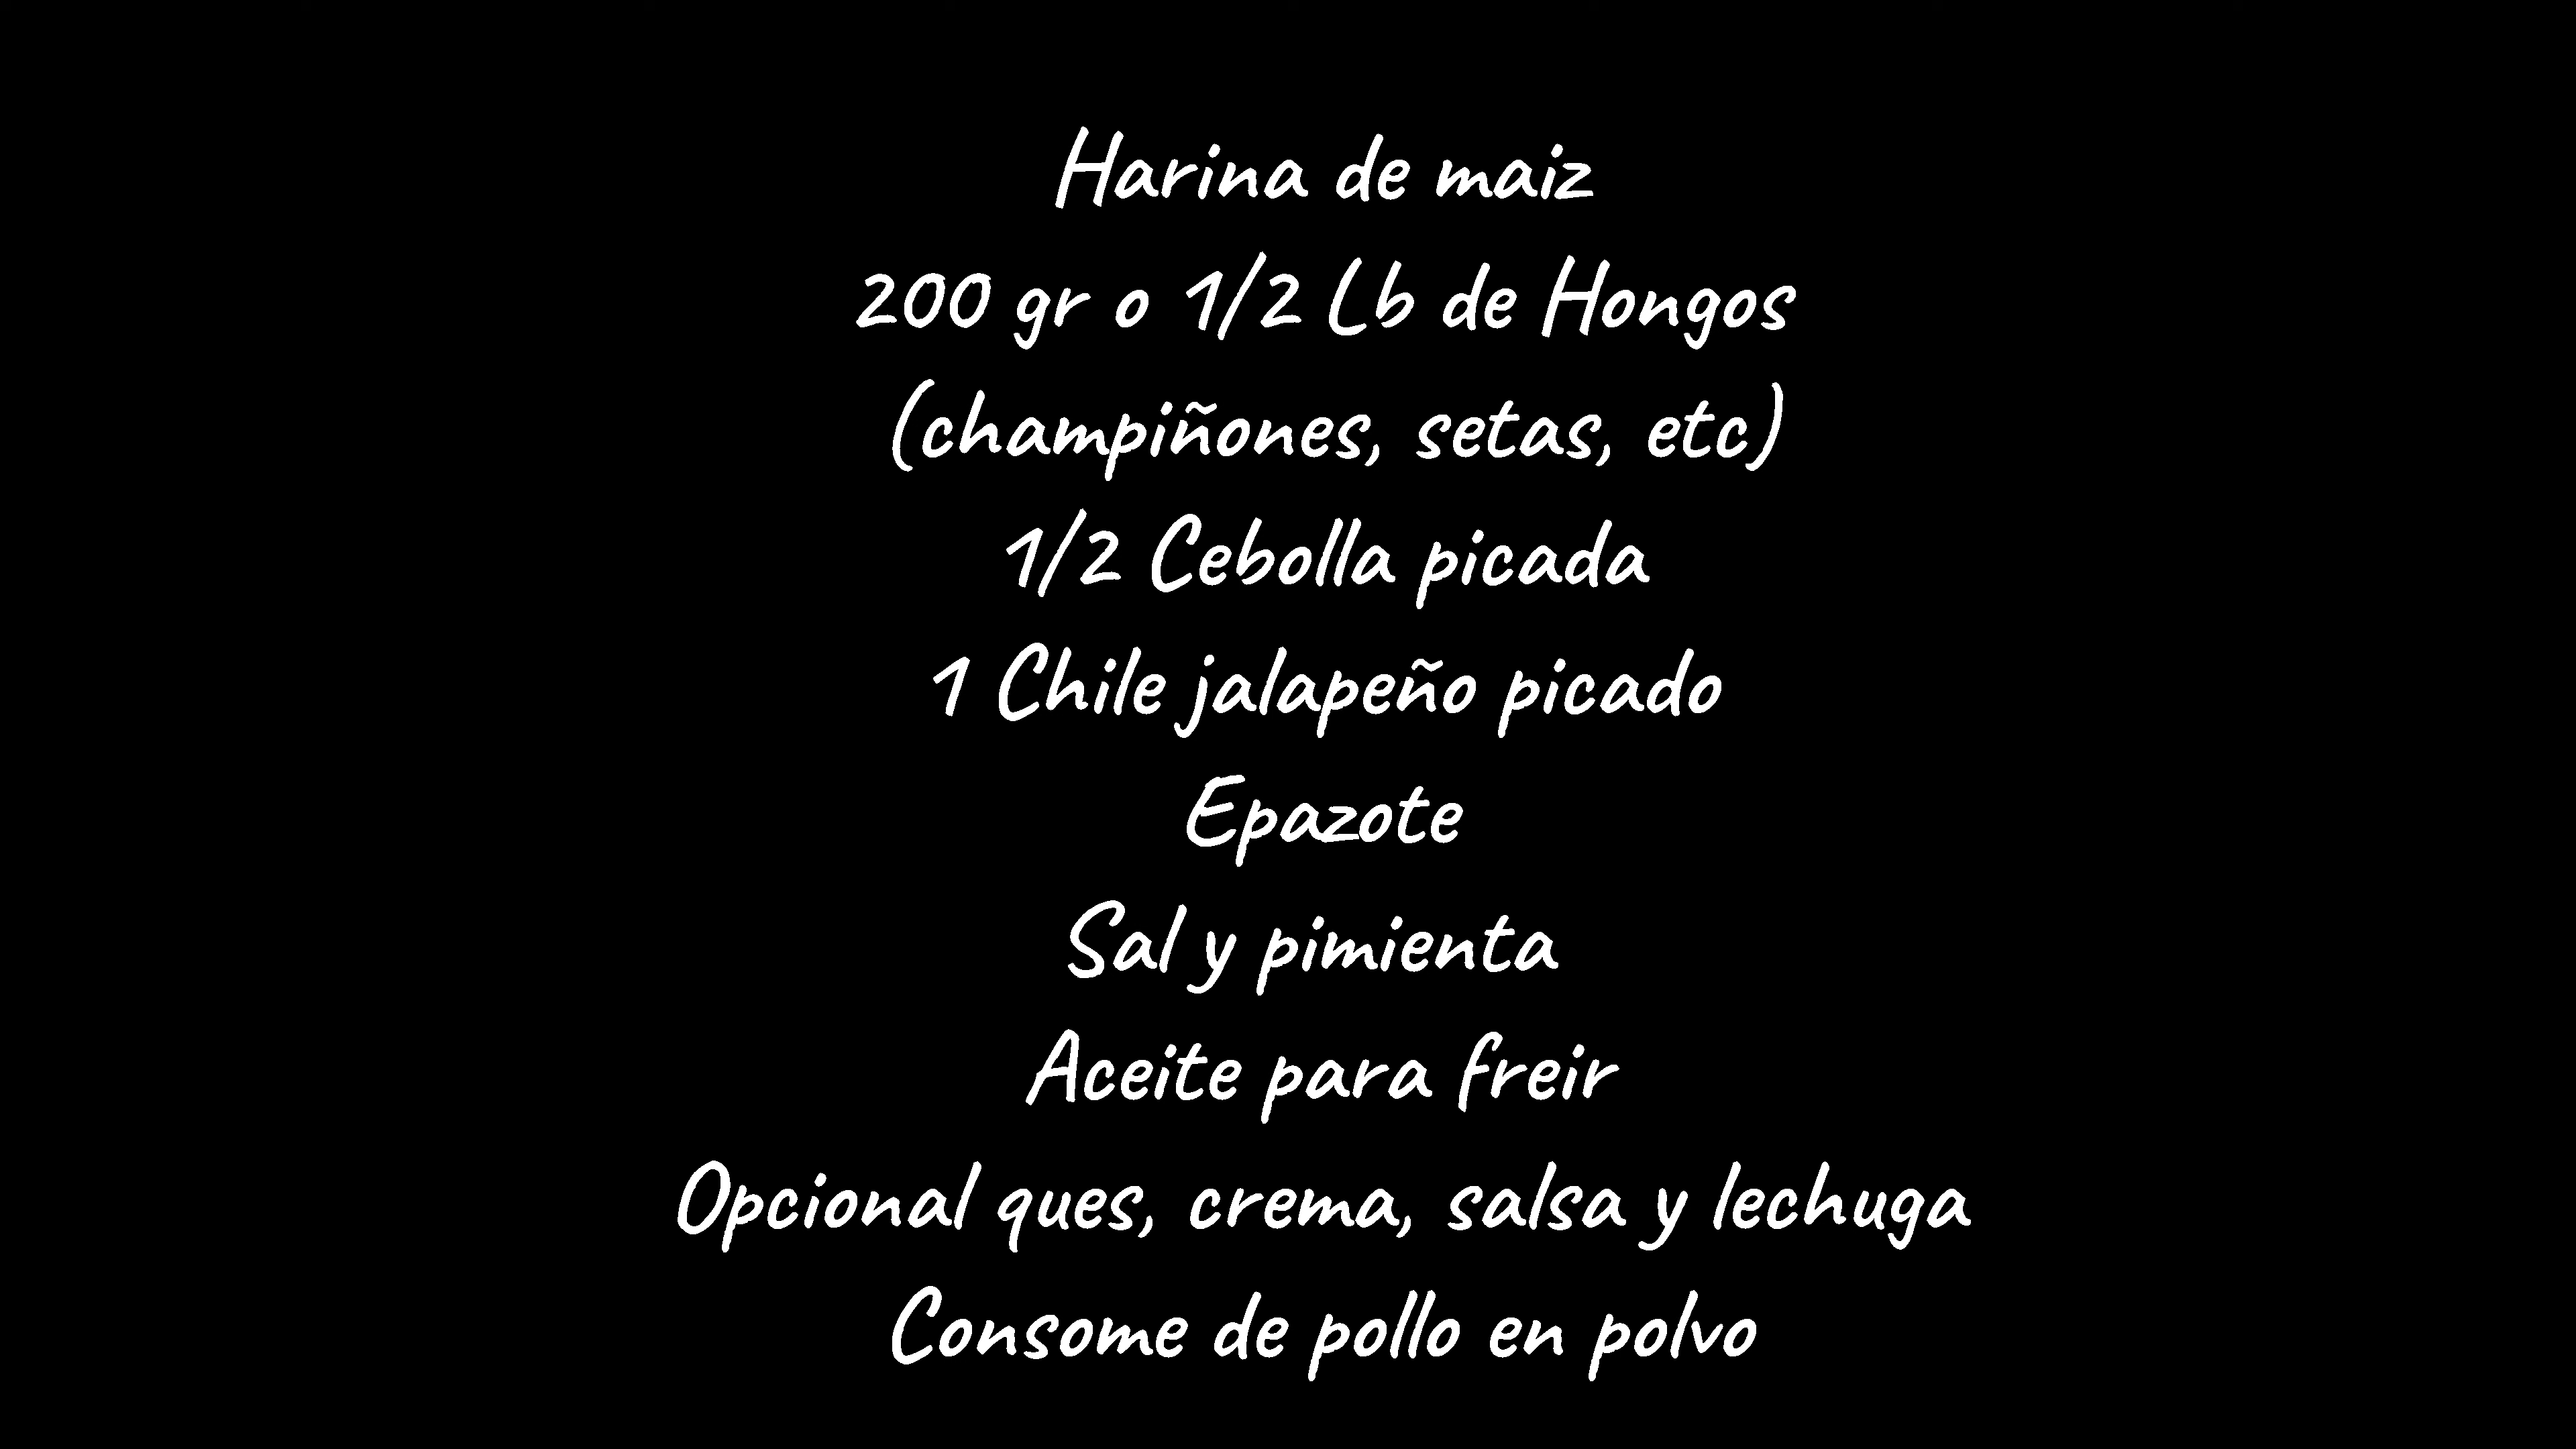 Harina de maiz
200 gr o 1/2 Lb de Hongos
(champiñones, setas, etc)
1/2 Cebolla picada
1 Chile jalapeño picado
Epazote
Sal y pimienta
Aceite para freir
Opcional ques, crema, salsa y lechuga
Consome de pollo en polvo